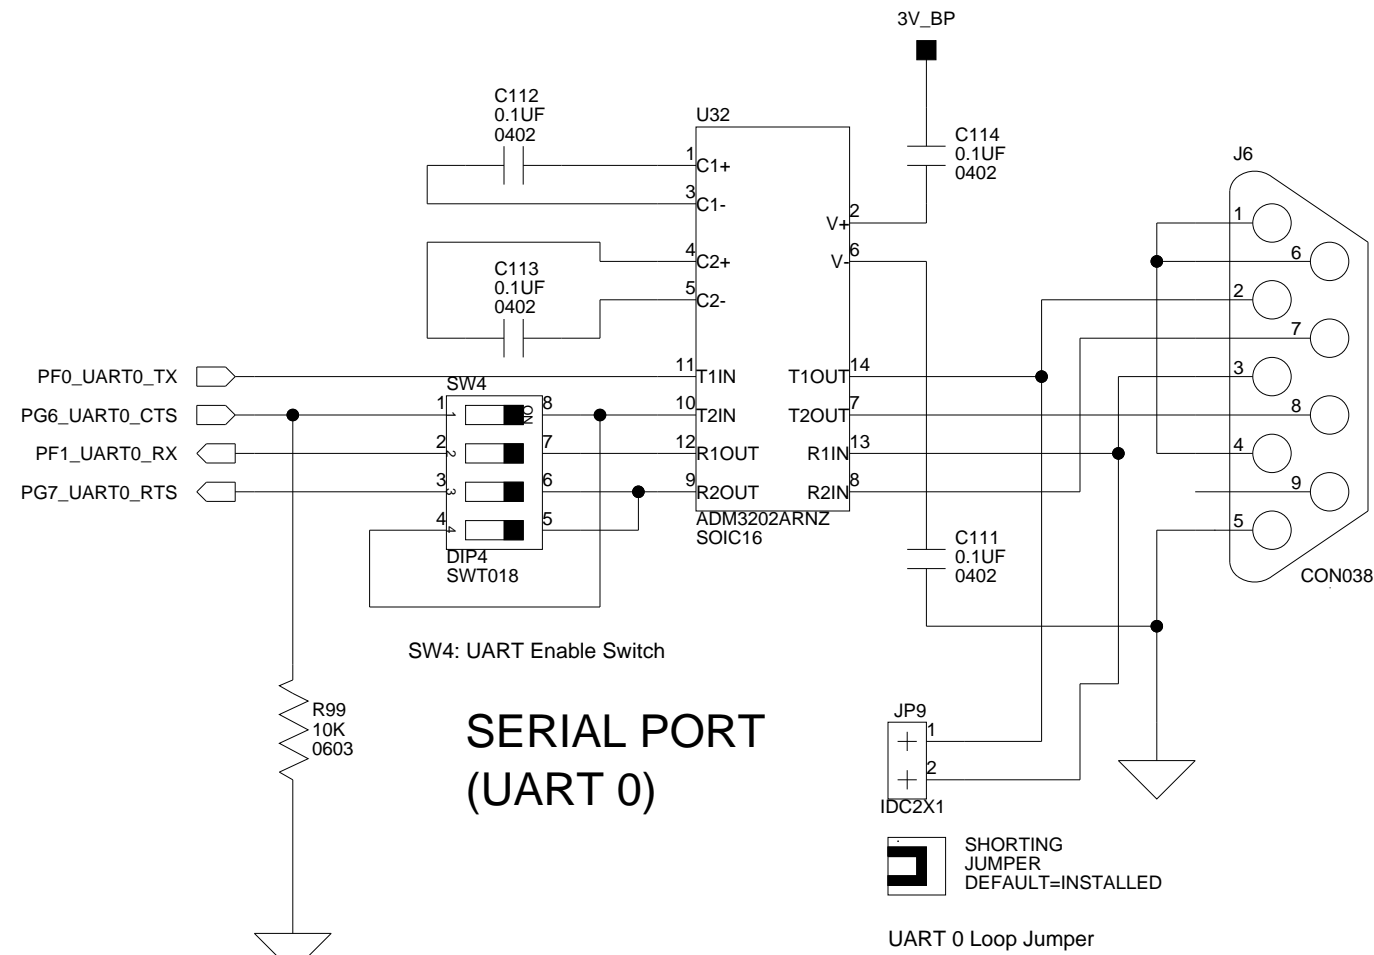 3V_BP
C112
0.1UF
0402
U32
C114
0.1UF
0402
J6
1
C1+
3
C1-
4
C2+
5
C2-
C113
0.1UF
0402
2
V+
6
V-
1
6
2
7
3
8
4
9
5
PF0_UART0_TX
PG6_UART0_CTS
PF1_UART0_RX
PG7_UART0_RTS
SW4
1
2
3
4
1
2
3
4
ON
8
7
6
5
DIP4
SWT018
11
T1IN
10
T2IN
12
R1OUT
9
R2OUT
T1OUT
14
T2OUT
7
R1IN
13
R2IN
8
ADM3202ARNZ
SOIC16
C111
0.1UF
0402
CON038
SW4: UART Enable Switch
R99
10K
0603
SERIAL PORT
(UART 0)
JP9
1
2
IDC2X1
SHORTING
JUMPER
DEFAULT=INSTALLED
UART 0 Loop Jumper